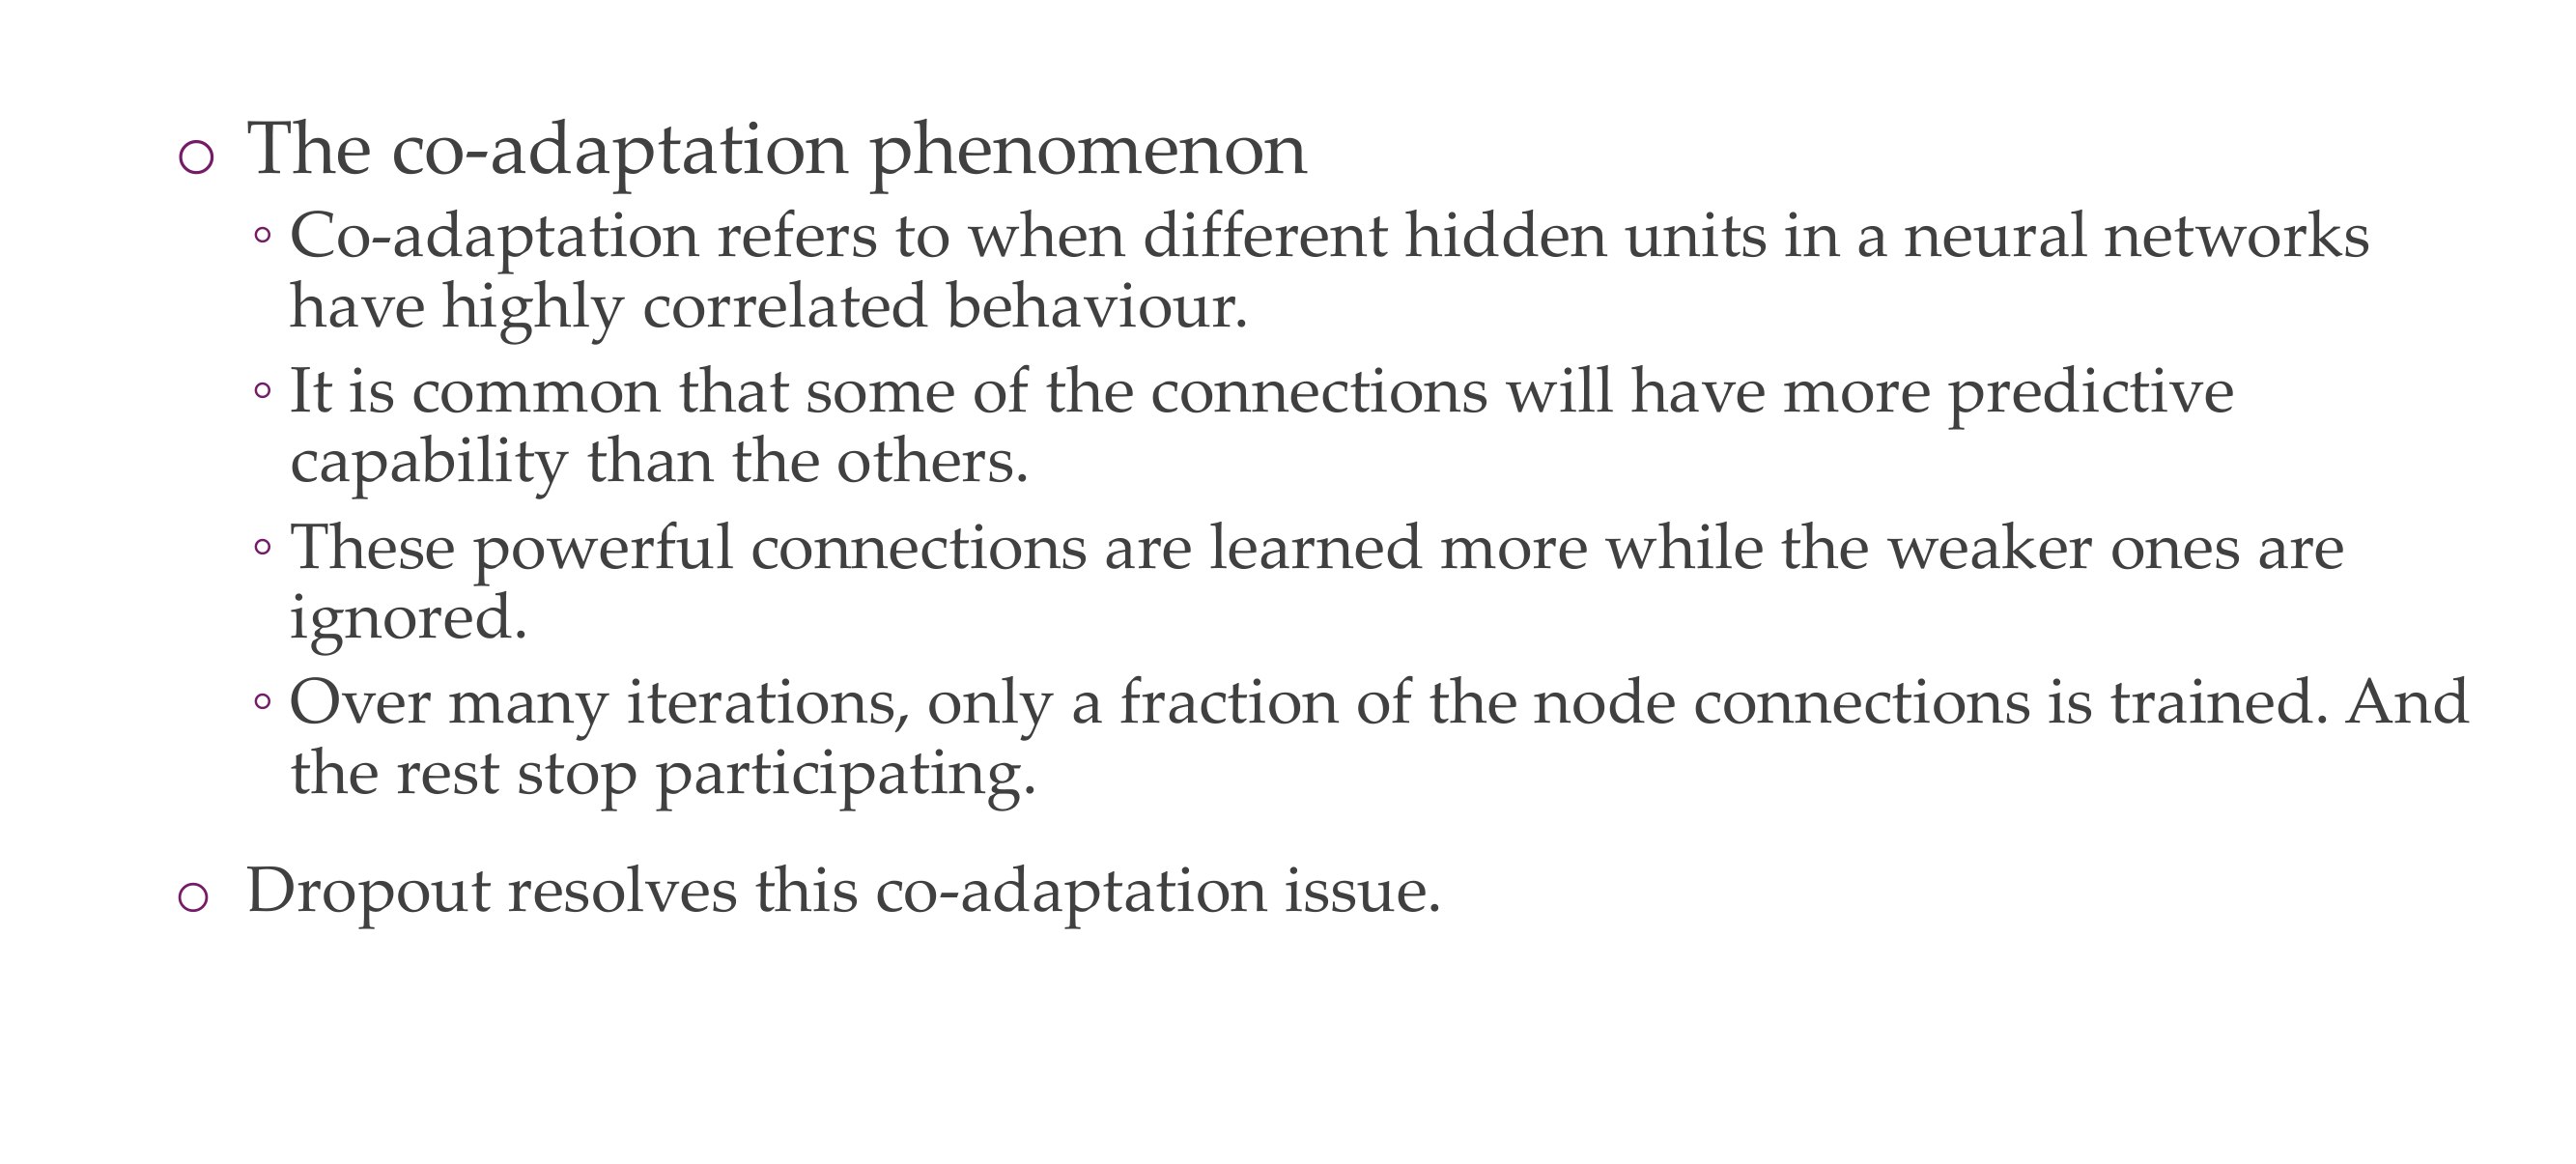 The co-adaptation phenomenon
Co-adaptation refers to when different hidden units in a neural networks
have highly correlated behaviour.
It is common that some of the connections will have more predictive
capability than the others.
These powerful connections are learned more while the weaker ones are
ignored.
Over many iterations, only a fraction of the node connections is trained. And
the rest stop participating.
Dropout resolves this co-adaptation issue.